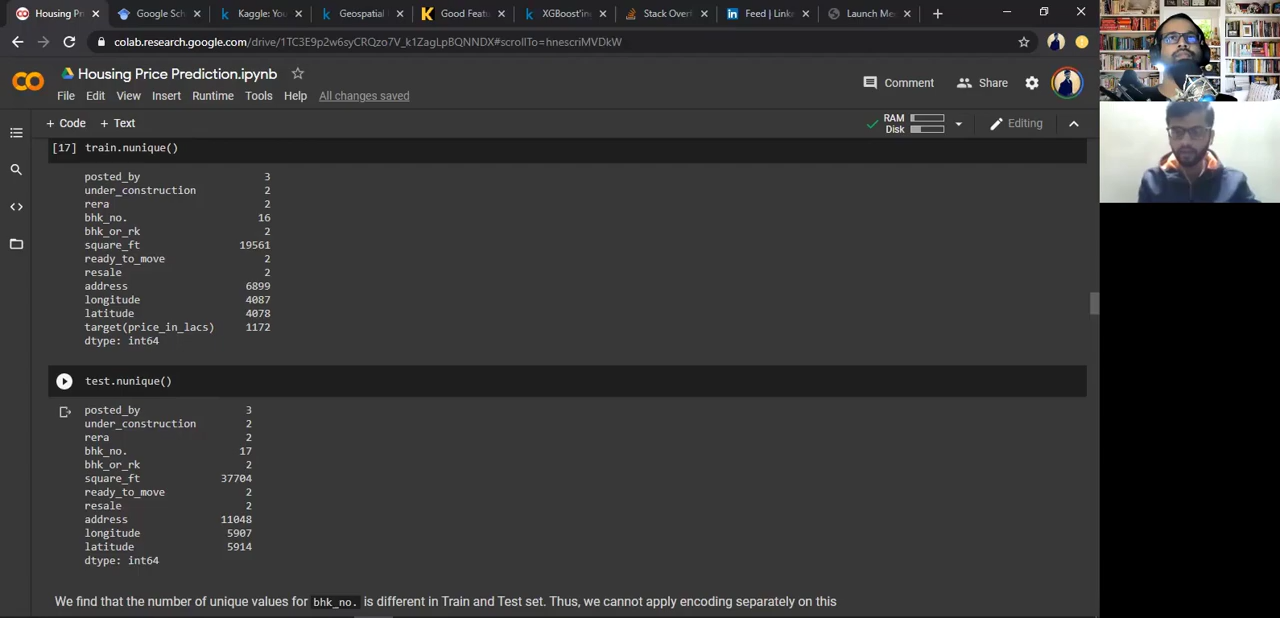 Housing Pri
Google Sch
Kaggle: You
Geospatial
Good Featu
XGBoost'ing
Stack Over
Feed | Link
Launch Me
colab.research.google.com/drive/1TC3E9p2w6syCRQzo7V_k1ZagLpBQNNDX#scrollTo=hnescriMVDkW
Housing Price Prediction.ipynb
Comment
Share
File Edit View Insert Runtime Tools Help All changes saved
+ Code + Text
RAM
Disk
Editing
[17] train.nunique()
posted_by 3
under_construction 2
rera 2
bhk_no. 16
bhk_or_rk 2
square_ft 19561
ready_to_move 2
resale 2
address 6899
longitude 4087
latitude 4078
target(price_in_lacs) 1172
dtype: int64
test.nunique()
posted_by 3
under_construction 2
rera 2
bhk_no. 17
bhk_or_rk 2
square_ft 37704
ready_to_move 2
resale 2
address 11048
longitude 5907
latitude 5914
dtype: int64
We find that the number of unique values for bhk_no. is different in Train and Test set. Thus, we cannot apply encoding separately on this